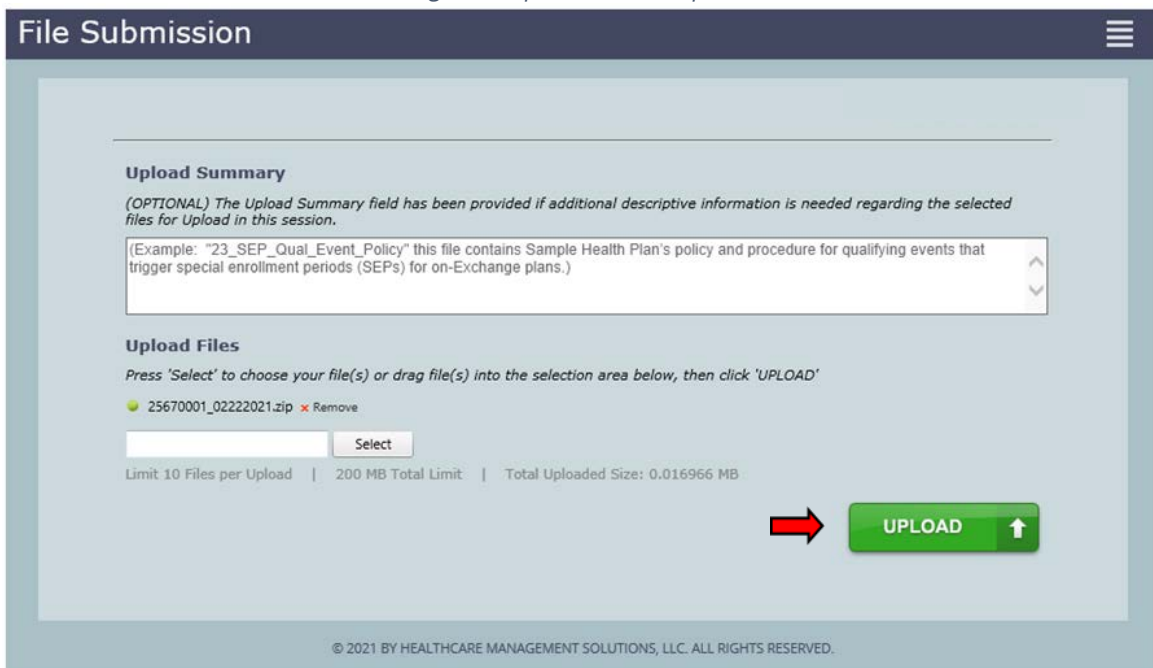 File Submission
Upload Summary
(OPTIONAL) The Upload Summary field has been provided if additional descriptive information is needed regarding the selected
files for Upload in this session.
(Example:  "23_SEP_Qual_Event_Policy" this file contains Sample Health Plan's policy and procedure for qualifying events that
trigger special enrollment periods (SEPs) for on-Exchange plans.)
Upload Files
Press 'Select' to choose your file(s) or drag file(s) into the selection area below, then click 'UPLOAD'
25670001_02222021.zip × Remove
Select
Limit 10 Files per Upload | 200 MB Total Limit | Total Uploaded Size: 0.016966 MB
UPLOAD
© 2021 BY HEALTHCARE MANAGEMENT SOLUTIONS, LLC. ALL RIGHTS RESERVED.